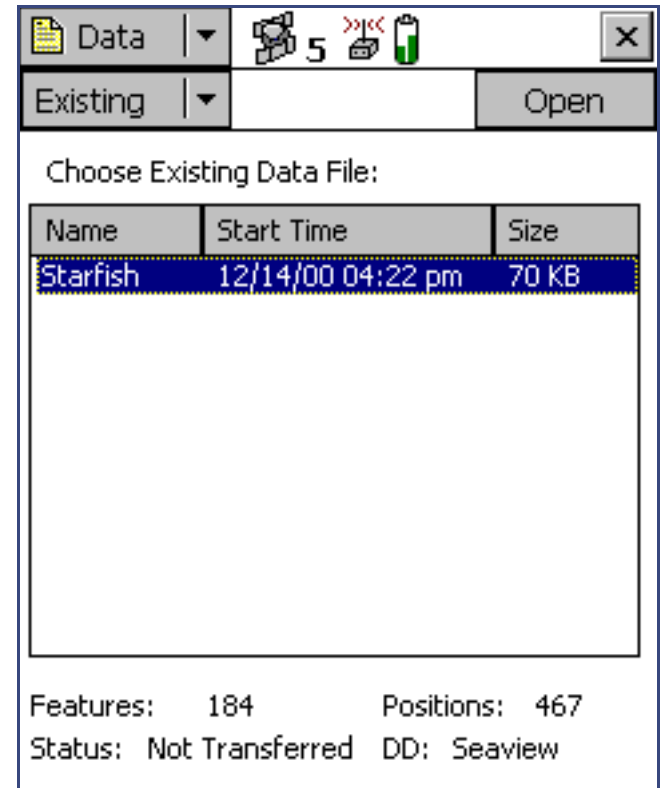 Data 5
Existing Open
Choose Existing Data File:
Name Start Time Size
Starfish 12/14/00 04:22 pm 70 KB
Features: 184 Positions: 467
Status: Not Transferred DD: Seaview